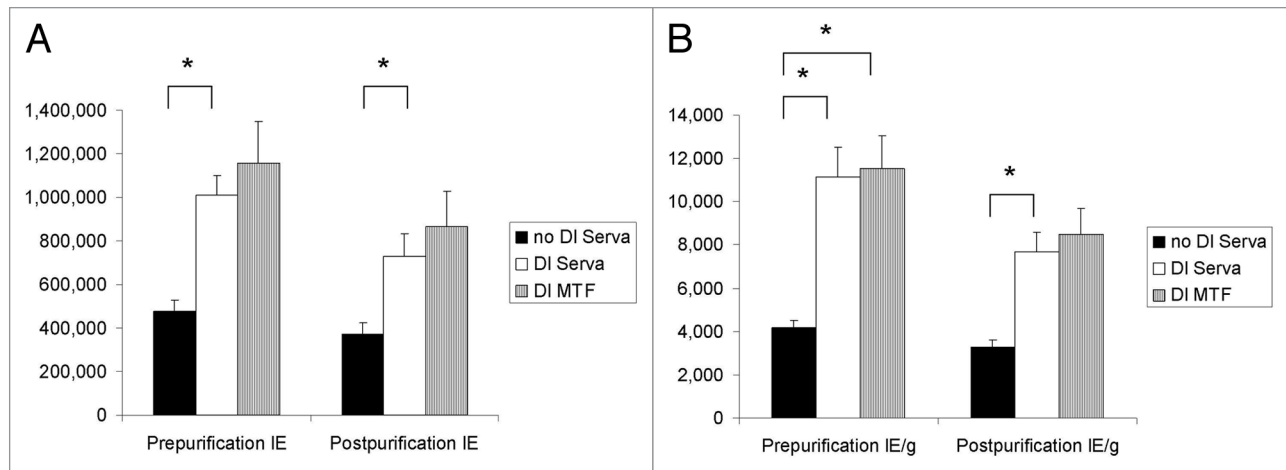 A
*
*
1,400,000
1,200,000
1,000,000
800,000
600,000
400,000
200,000
0
Prepurification IE
Postpurification IE
no DI Serva
DI Serva
DI MTF
B
*
*
*
14,000
12,000
10,000
8,000
6,000
4,000
2,000
0
Prepurification IE/g
Postpurification IE/g
no DI Serva
DI Serva
DI MTF